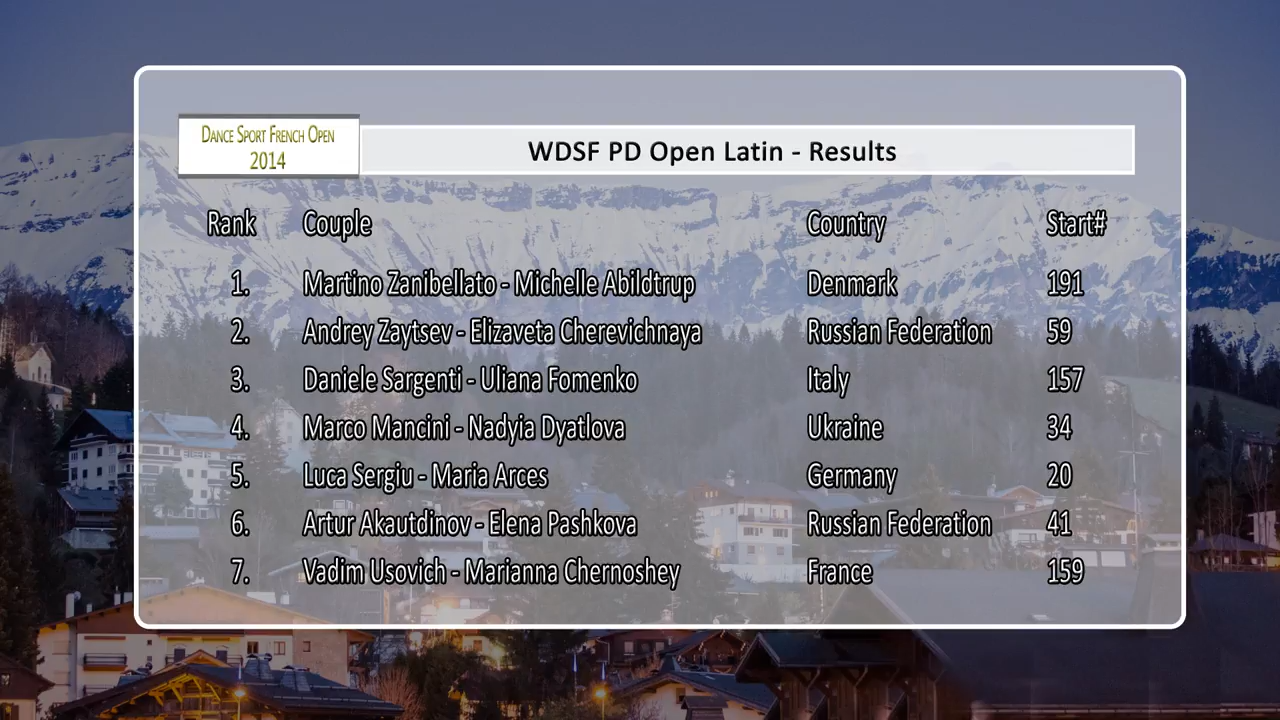 DANCE SPORT FRENCH OPEN
2014
WDSF PD Open Latin - Results
Rank Couple Country Start#
1. Martino Zanibellato - Michelle Abildtrup Denmark 191
2. Andrey Zaytsev - Elizaveta Cherevichnaya Russian Federation 59
3. Daniele Sargenti - Uliana Fomenko Italy 157
4. Marco Mancini - Nadyia Dyatlova Ukraine 34
5. Luca Sergiu - Maria Arces Germany 20
6. Artur Akautdinov - Elena Pashkova Russian Federation 41
7. Vadim Usovich - Marianna Chernoshey France 159